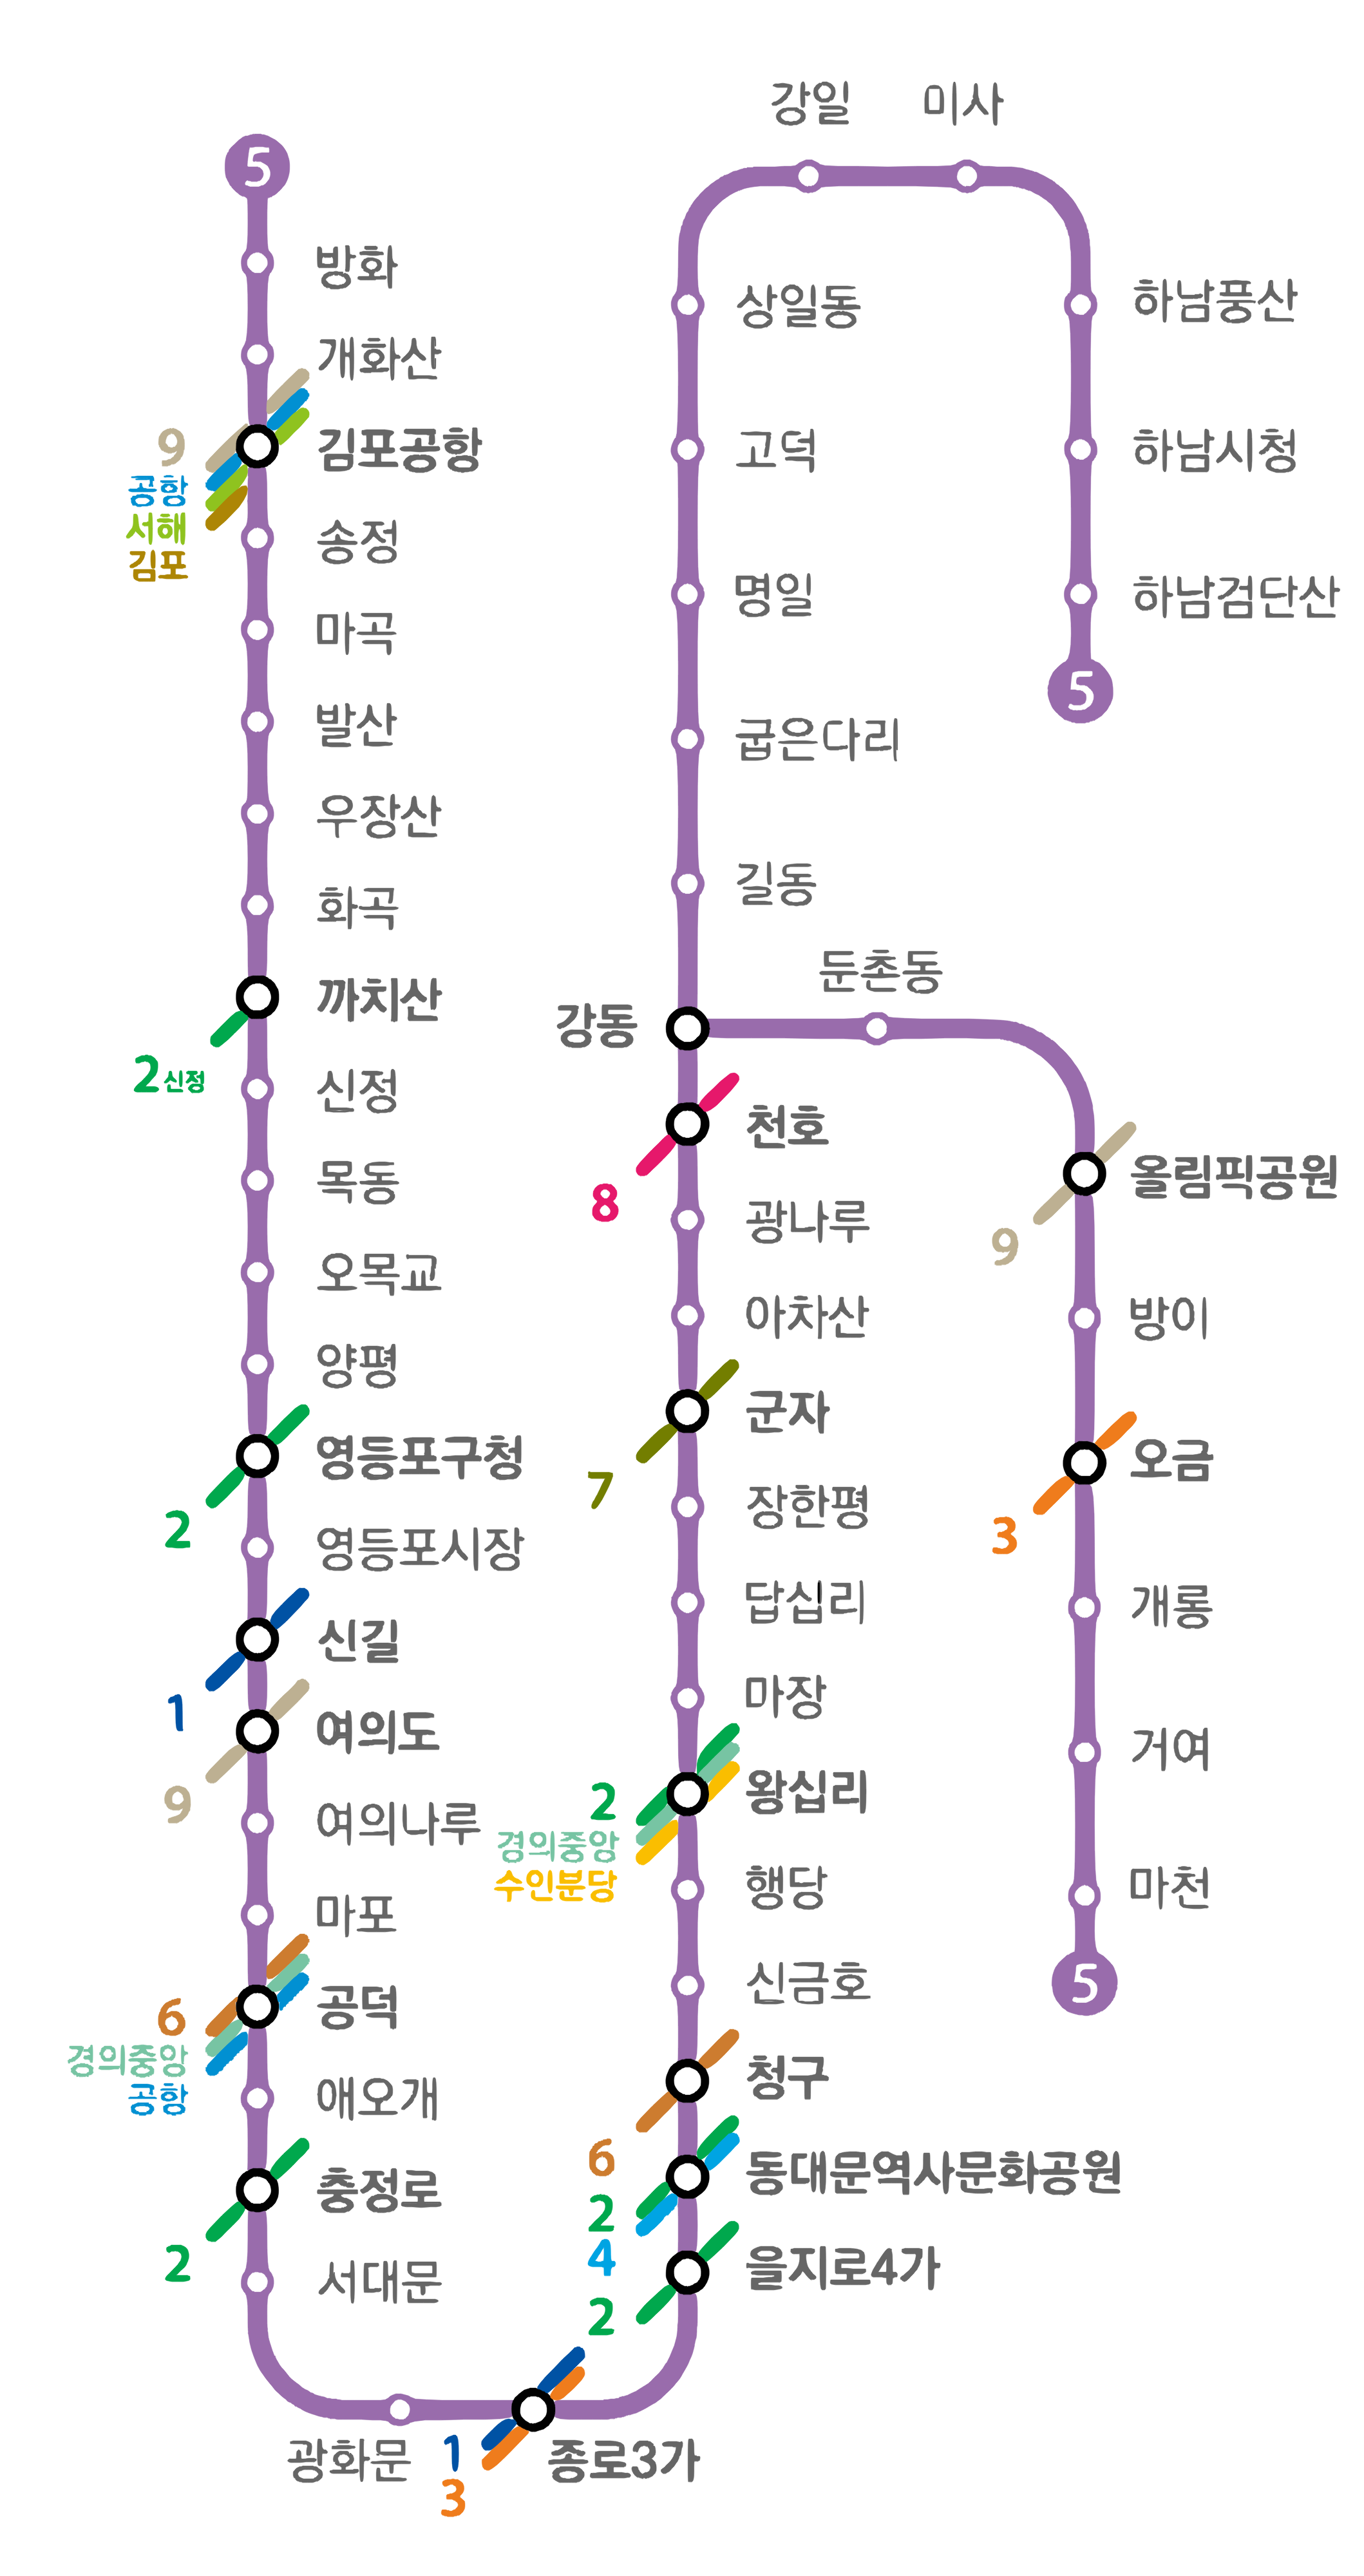 5
방화
개화산
김포공항
9
공항
서해
김포
송정
마곡
발산
우장산
화곡
까치산
2 신정
신정
목동
오목교
양평
영등포구청
2
영등포시장
신길
1
여의도
9
여의나루
마포
공덕
6
경의중앙
공항
애오개
충정로
2
서대문
광화문
종로3가
1
3
을지로4가
2
동대문역사문화공원
2
4
청구
6
신금호
행당
왕십리
2
경의중앙
수인분당
마장
답십리
장한평
군자
7
아차산
광나루
천호
8
강동
길동
굽은다리
명일
고덕
상일동
강일
미사
하남풍산
하남시청
하남검단산
5
둔촌동
올림픽공원
9
방이
오금
3
개롱
거여
마천
5